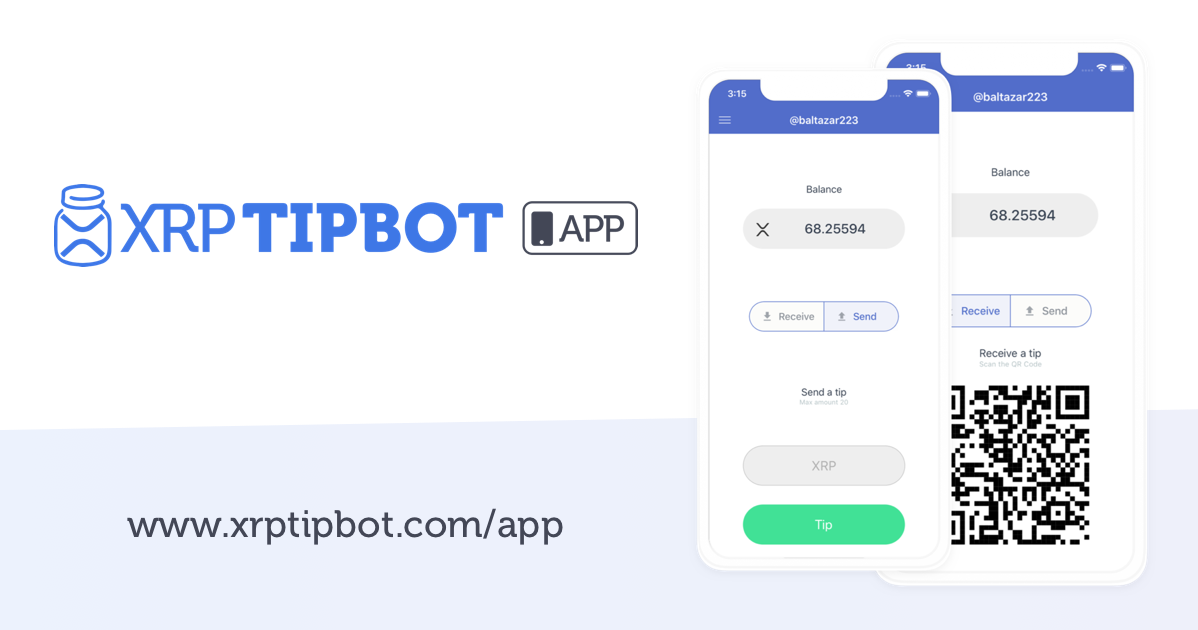 XRP TIPBOT APP
www.xrptipbot.com/app
3:15
@baltazar223
Balance
68.25594
Receive
Send
Send a tip
Max amount 20
XRP
Tip
3:15
@baltazar223
Balance
68.25594
Receive
Send
Receive a tip
Scan the QR Code